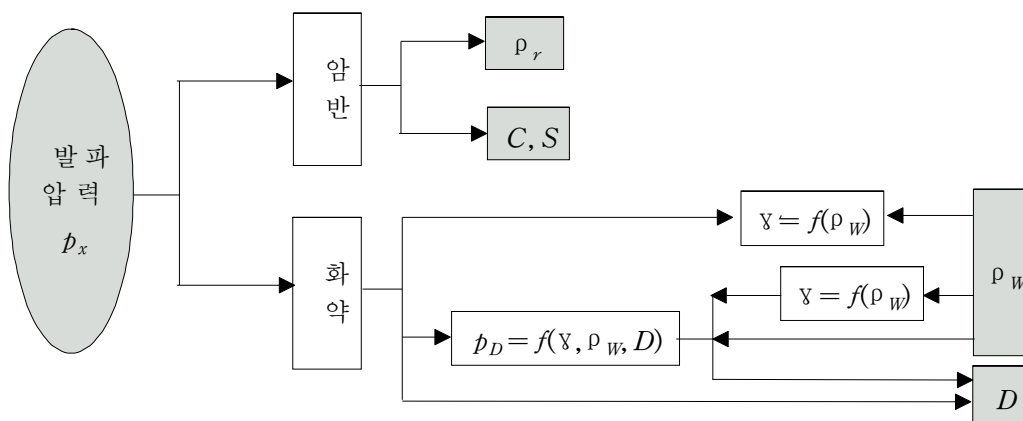 발 파
압 력
p_x
암
반
ρ_r
C, S
화
약
γ = f(ρ_W)
γ = f(ρ_W)
p_D = f(γ, ρ_W, D)
ρ_W
D